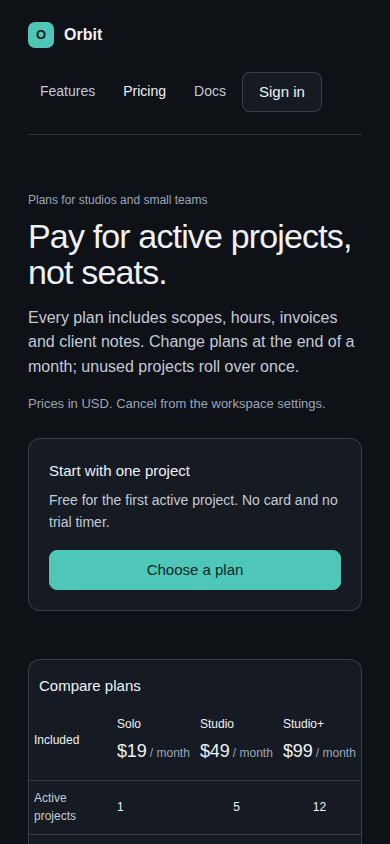 O Orbit
Features Pricing Docs Sign in
Plans for studios and small teams
Pay for active projects,
not seats.
Every plan includes scopes, hours, invoices
and client notes. Change plans at the end of a
month; unused projects roll over once.
Prices in USD. Cancel from the workspace settings.
Start with one project
Free for the first active project. No card and no
trial timer.
Choose a plan
Compare plans
Included Solo Studio Studio+
$19 / month $49 / month $99 / month
Active
projects 1 5 12